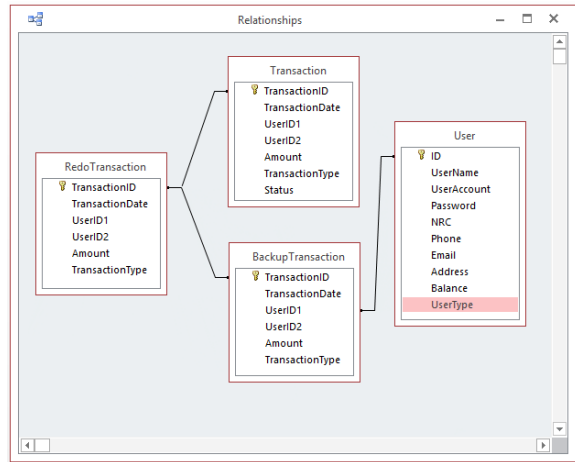 Relationships
RedoTransaction
TransactionID
TransactionDate
UserID1
UserID2
Amount
TransactionType
Transaction
TransactionID
TransactionDate
UserID1
UserID2
Amount
TransactionType
Status
BackupTransaction
TransactionID
TransactionDate
UserID1
UserID2
Amount
TransactionType
User
ID
UserName
UserAccount
Password
NRC
Phone
Email
Address
Balance
UserType